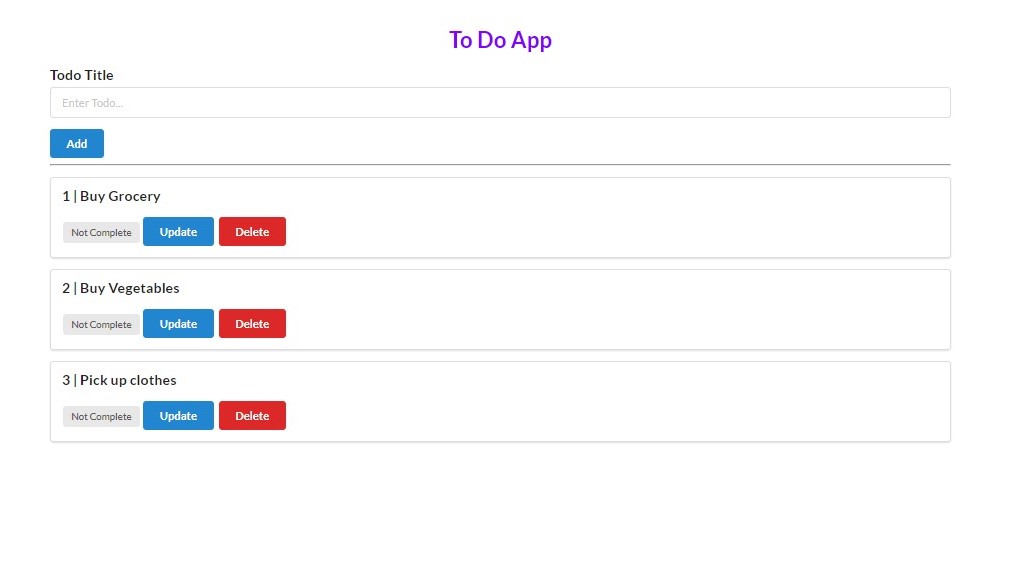 To Do App
Todo Title
Enter Todo...
Add
1 | Buy Grocery
Not Complete Update Delete
2 | Buy Vegetables
Not Complete Update Delete
3 | Pick up clothes
Not Complete Update Delete